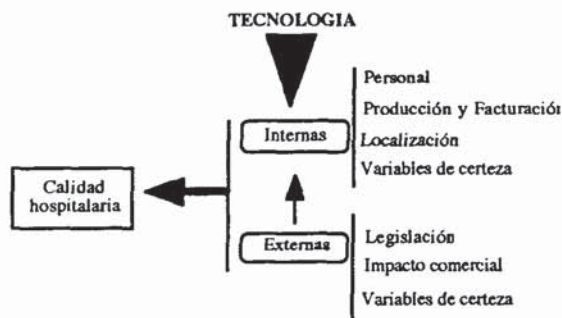 TECNOLOGIA
Personal
Producción y Facturación
Internas
Localización
Variables de certeza
Calidad
hospitalaria
Legislación
Externas
Impacto comercial
Variables de certeza